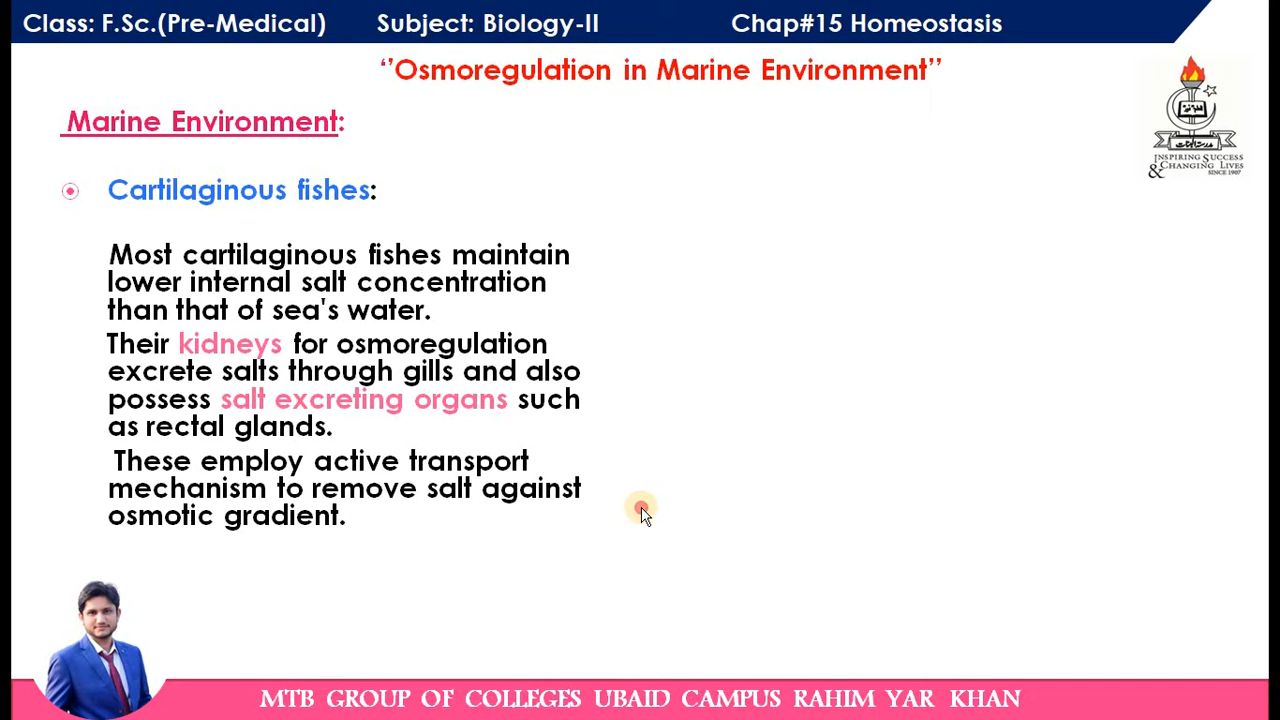 Class: F.Sc.(Pre-Medical) Subject: Biology-II Chap#15 Homeostasis
‘’Osmoregulation in Marine Environment’’
Marine Environment:
Cartilaginous fishes:
Most cartilaginous fishes maintain
lower internal salt concentration
than that of sea's water.
Their kidneys for osmoregulation
excrete salts through gills and also
possess salt excreting organs such
as rectal glands.
These employ active transport
mechanism to remove salt against
osmotic gradient.
INSPIRING SUCCESS
& CHANGING LIVES
SINCE 1907
MTB GROUP OF COLLEGES UBAID CAMPUS RAHIM YAR KHAN